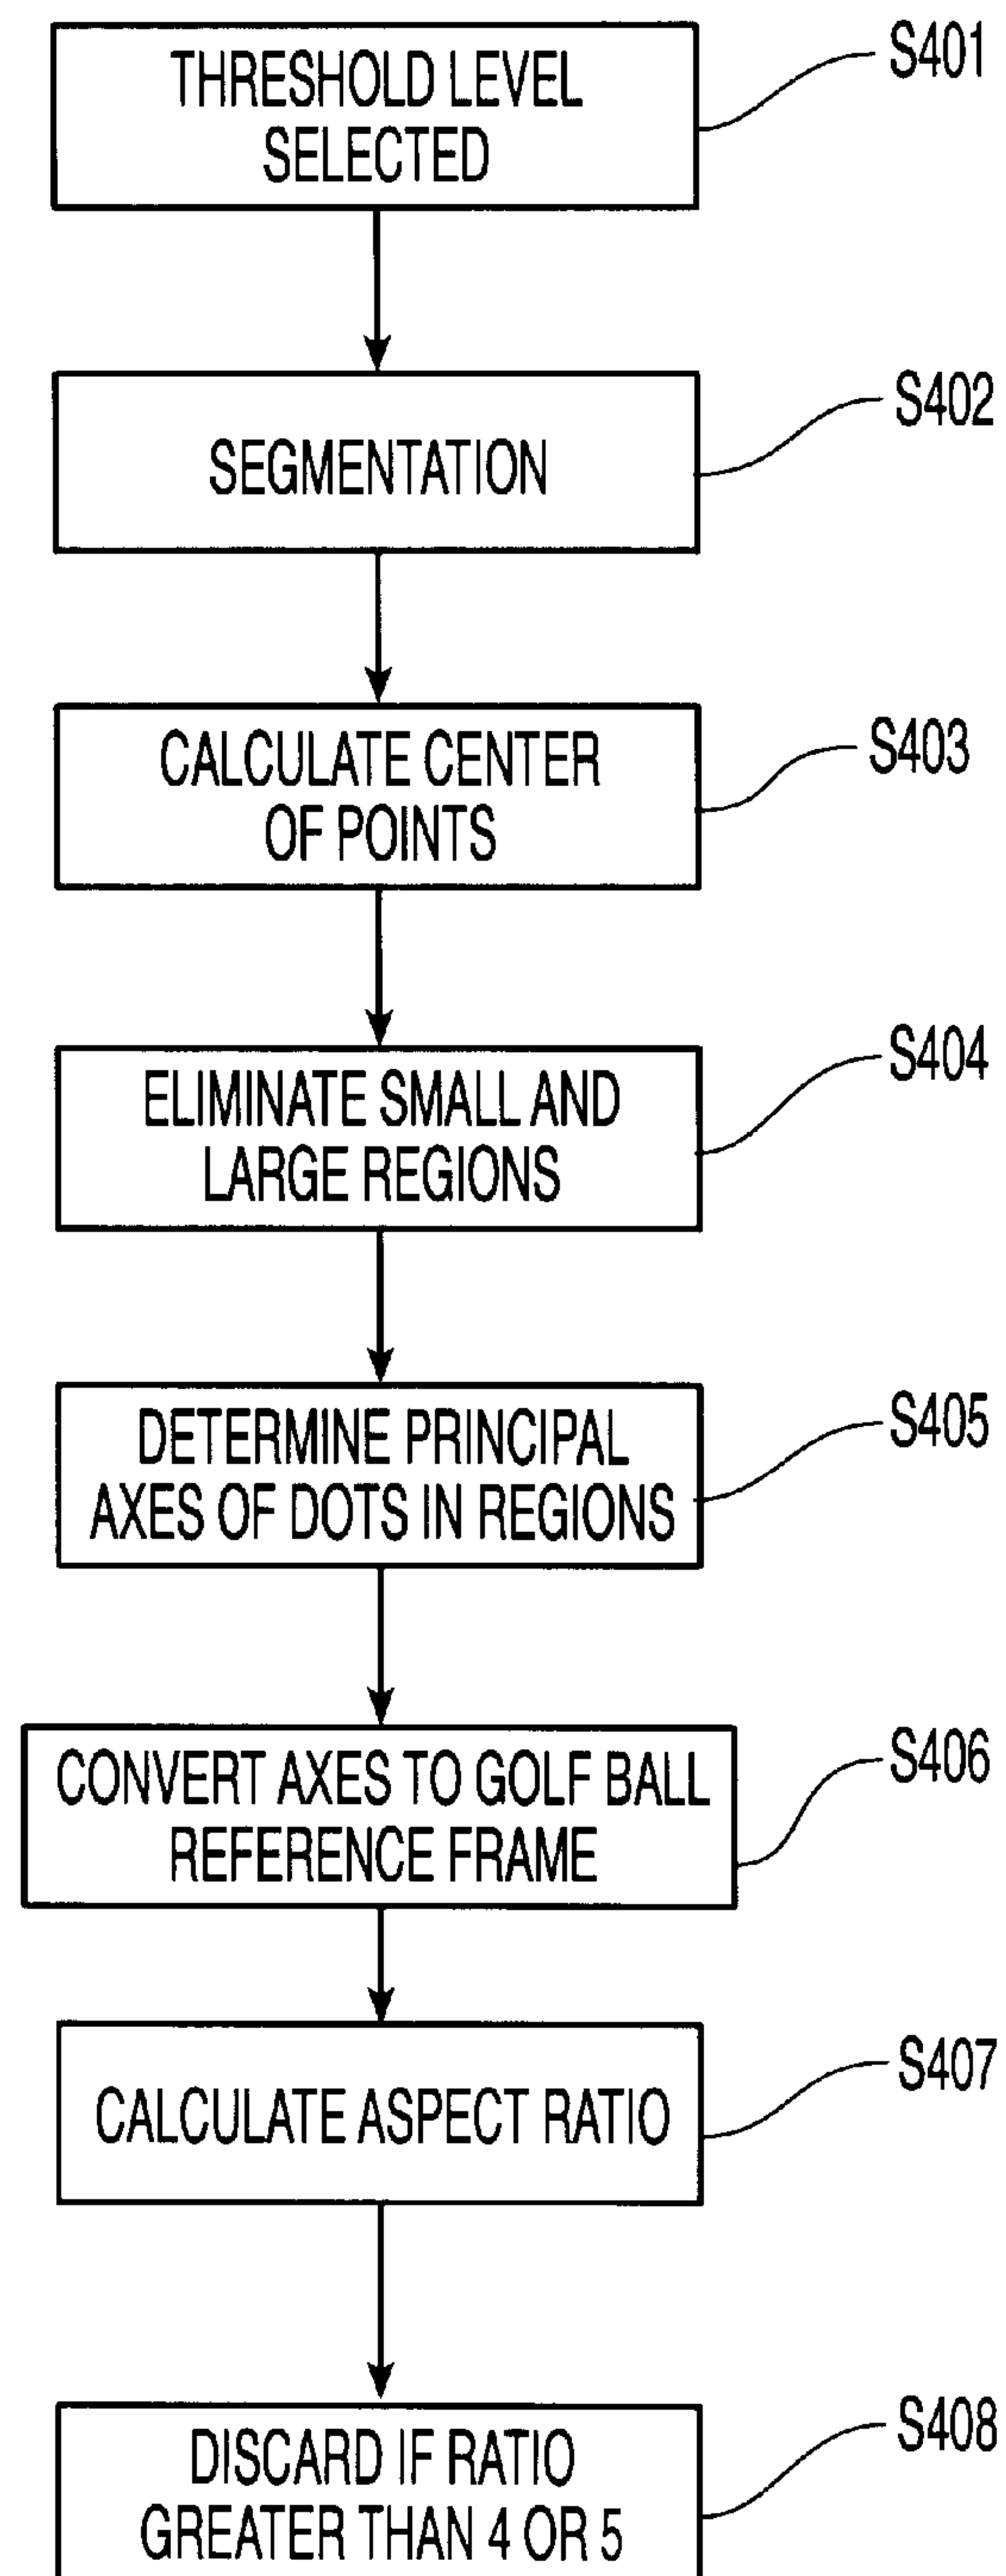 THRESHOLD LEVEL
SELECTED
S401
SEGMENTATION
S402
CALCULATE CENTER
OF POINTS
S403
ELIMINATE SMALL AND
LARGE REGIONS
S404
DETERMINE PRINCIPAL
AXES OF DOTS IN REGIONS
S405
CONVERT AXES TO GOLF BALL
REFERENCE FRAME
S406
CALCULATE ASPECT RATIO
S407
DISCARD IF RATIO
GREATER THAN 4 OR 5
S408